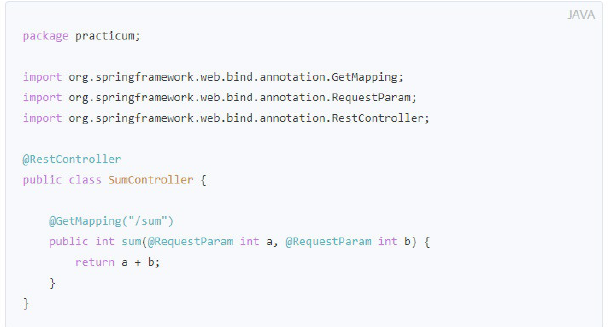 JAVA
package practicum;
import org.springframework.web.bind.annotation.GetMapping;
import org.springframework.web.bind.annotation.RequestParam;
import org.springframework.web.bind.annotation.RestController;
@RestController
public class SumController {
    @GetMapping("/sum")
    public int sum(@RequestParam int a, @RequestParam int b) {
        return a + b;
    }
}